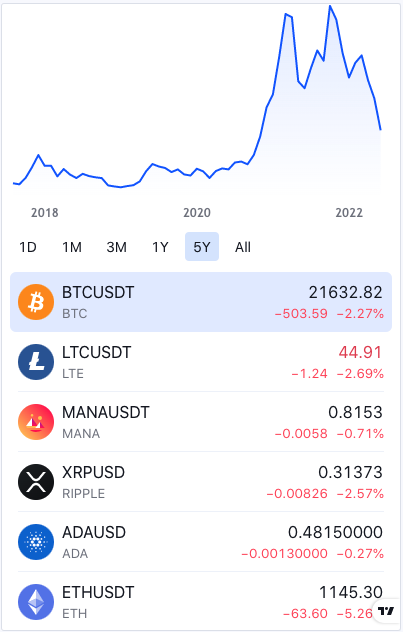 2018 2020 2022
1D 1M 3M 1Y 5Y All
BTCUSDT 21632.82
BTC −503.59 −2.27%
LTCUSDT 44.91
LTE −1.24 −2.69%
MANAUSDT 0.8153
MANA −0.0058 −0.71%
XRPUSD 0.31373
RIPPLE −0.00826 −2.57%
ADAUSD 0.48150000
ADA −0.00130000 −0.27%
ETHUSDT 1145.30
ETH −63.60 −5.26